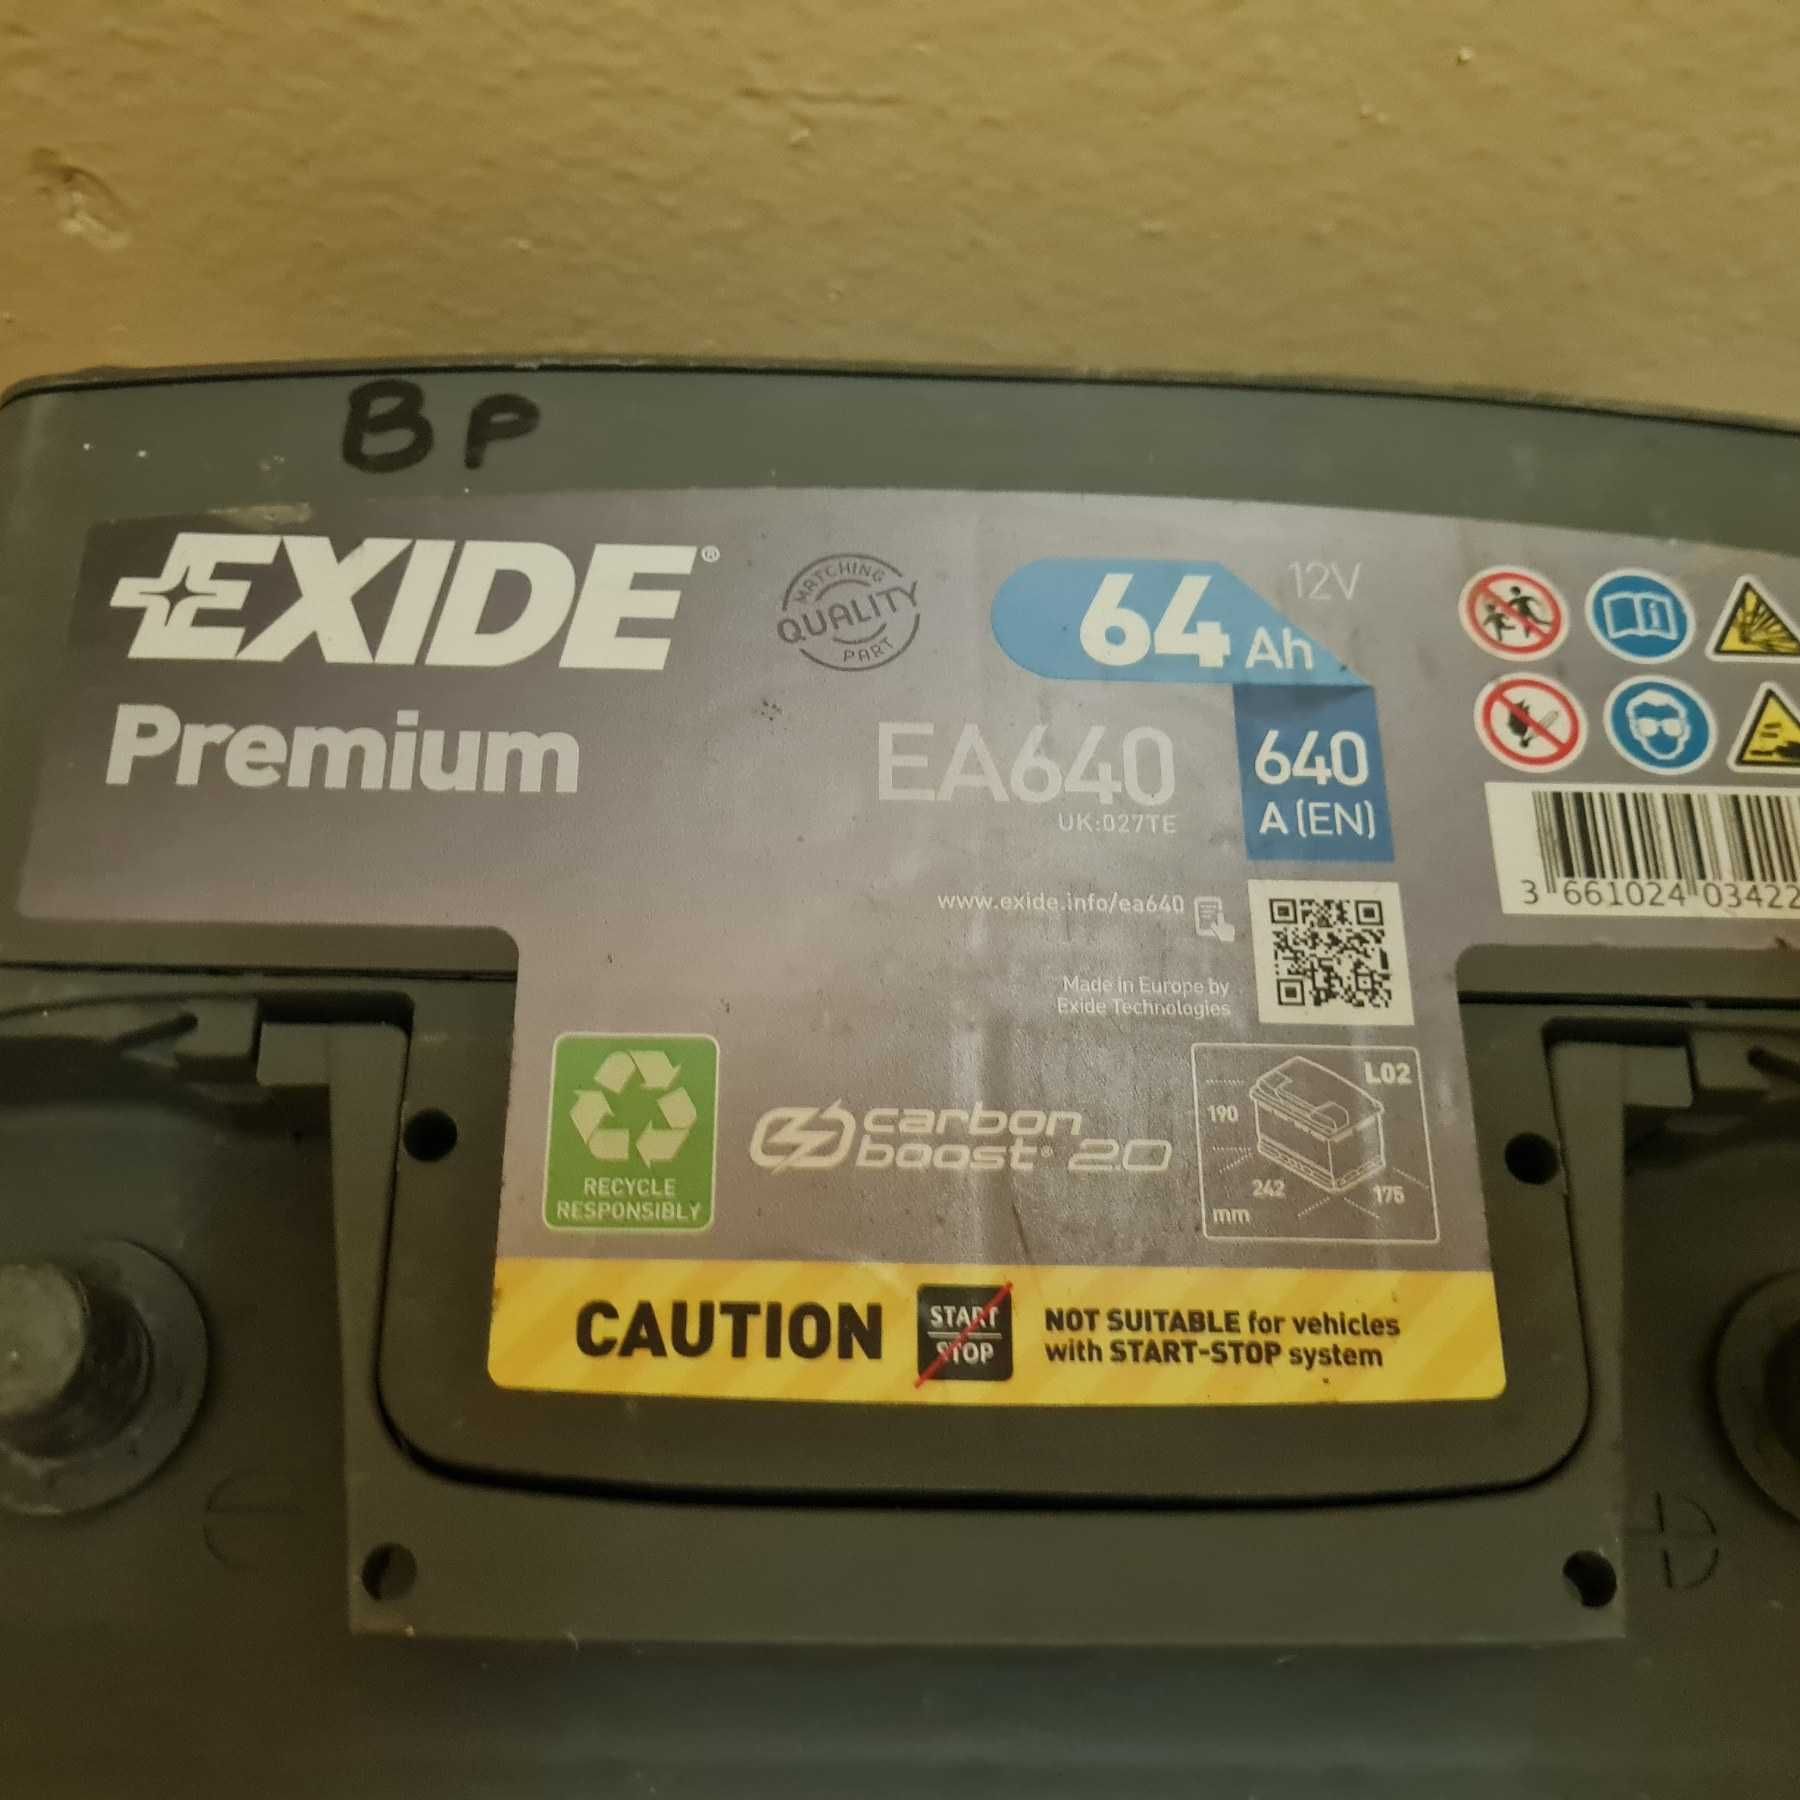 BP
EXIDE®
Premium
MATCHING
QUALITY
PART
64 Ah
12V
EA640
UK:027TE
640
A (EN)
www.exide.info/ea640
3 661024 03422
Made in Europe by
Exide Technologies
RECYCLE
RESPONSIBLY
carbon
boost 2.0
L02
190
242
175
mm
CAUTION
START
STOP
NOT SUITABLE for vehicles
with START-STOP system